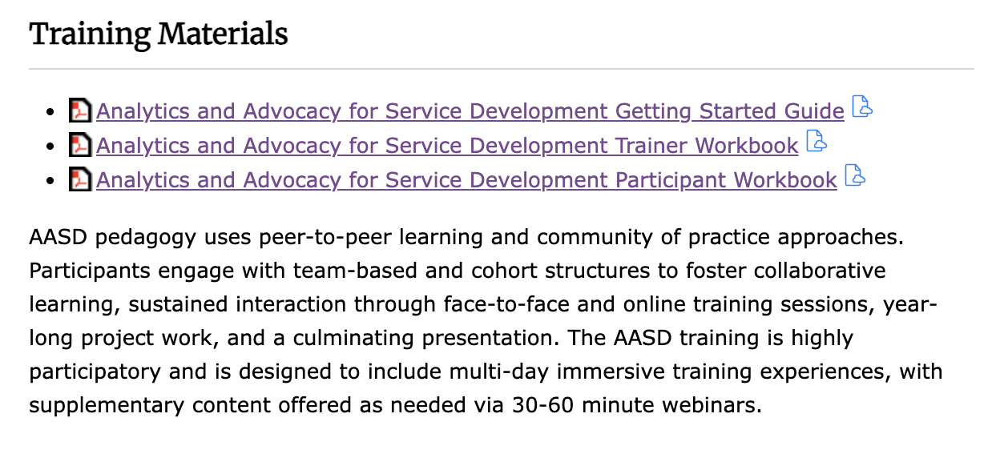 Training Materials
Analytics and Advocacy for Service Development Getting Started Guide
Analytics and Advocacy for Service Development Trainer Workbook
Analytics and Advocacy for Service Development Participant Workbook
AASD pedagogy uses peer-to-peer learning and community of practice approaches.
Participants engage with team-based and cohort structures to foster collaborative
learning, sustained interaction through face-to-face and online training sessions, year-
long project work, and a culminating presentation. The AASD training is highly
participatory and is designed to include multi-day immersive training experiences, with
supplementary content offered as needed via 30-60 minute webinars.